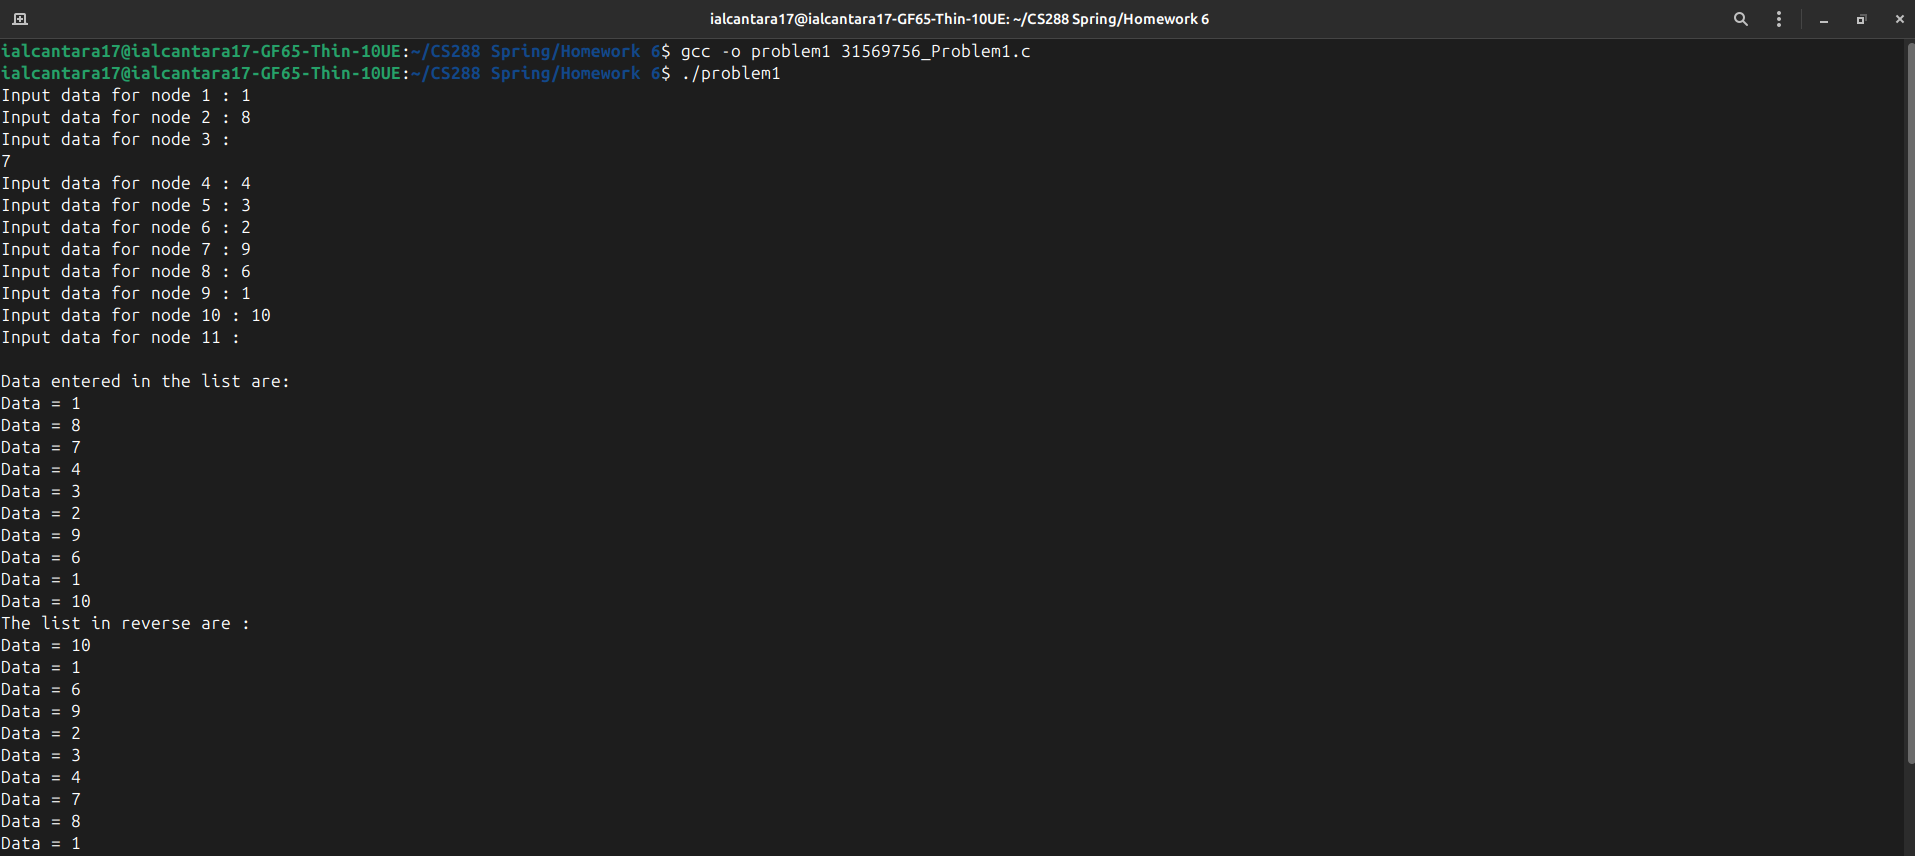 ialcantara17@ialcantara17-GF65-Thin-10UE: ~/CS288 Spring/Homework 6
ialcantara17@ialcantara17-GF65-Thin-10UE:~/CS288 Spring/Homework 6$ gcc -o problem1 31569756_Problem1.c
ialcantara17@ialcantara17-GF65-Thin-10UE:~/CS288 Spring/Homework 6$ ./problem1
Input data for node 1 : 1
Input data for node 2 : 8
Input data for node 3 :
7
Input data for node 4 : 4
Input data for node 5 : 3
Input data for node 6 : 2
Input data for node 7 : 9
Input data for node 8 : 6
Input data for node 9 : 1
Input data for node 10 : 10
Input data for node 11 :
Data entered in the list are:
Data = 1
Data = 8
Data = 7
Data = 4
Data = 3
Data = 2
Data = 9
Data = 6
Data = 1
Data = 10
The list in reverse are :
Data = 10
Data = 1
Data = 6
Data = 9
Data = 2
Data = 3
Data = 4
Data = 7
Data = 8
Data = 1